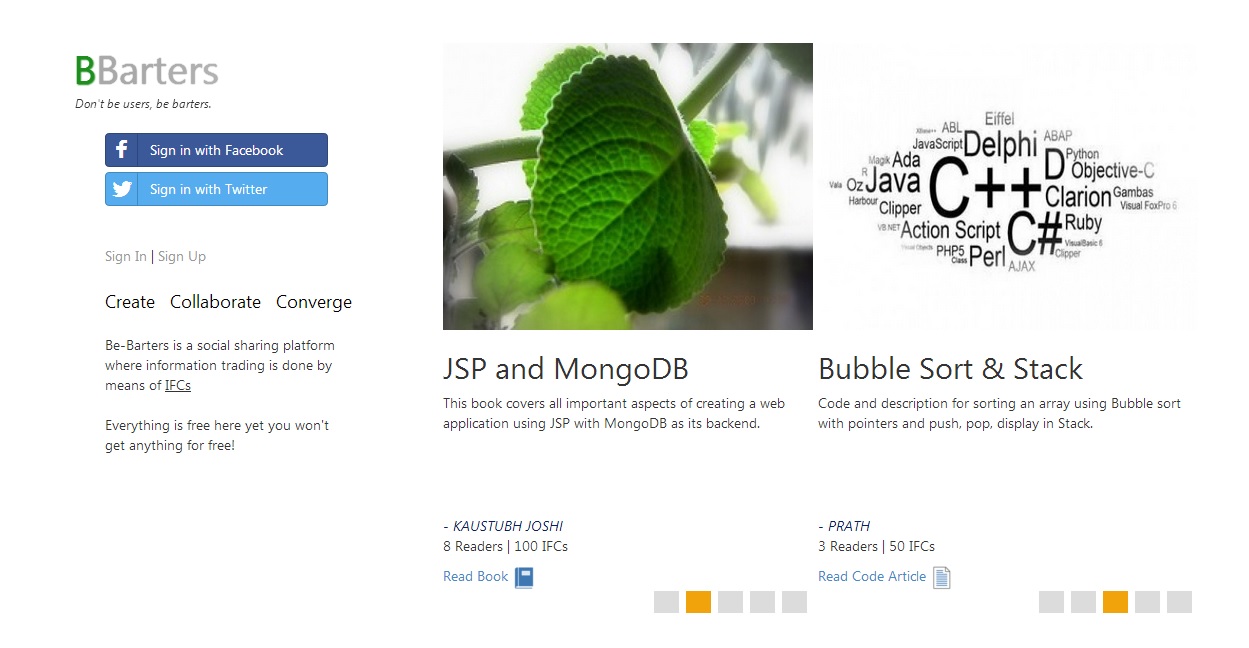 BBarters
Don't be users, be barters.
Sign in with Facebook
Sign in with Twitter
Sign In | Sign Up
Create Collaborate Converge
Be-Barters is a social sharing platform
where information trading is done by
means of IFCs
Everything is free here yet you won't
get anything for free!
JSP and MongoDB
This book covers all important aspects of creating a web
application using JSP with MongoDB as its backend.
- KAUSTUBH JOSHI
8 Readers | 100 IFCs
Read Book
Eiffel
ABL
Delphi
ABAP
JavaScript
D
Python
Magik
Ada
C++
Objective-C
R
Vala
Oz
Java
Clarion
Gambas
Harbour
Clipper
Visual FoxPro 6
VB.NET
Action Script
C#
Ruby
PHP5
VisualBasic 6
Class
Perl
Clipper
AJAX
Bubble Sort & Stack
Code and description for sorting an array using Bubble sort
with pointers and push, pop, display in Stack.
- PRATH
3 Readers | 50 IFCs
Read Code Article